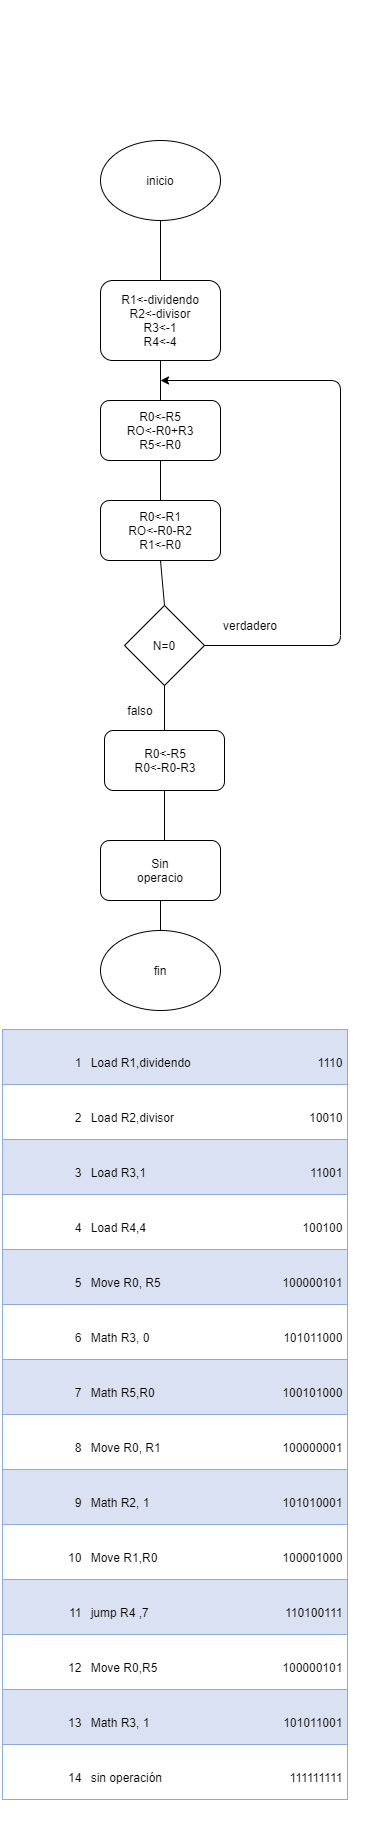 inicio
R1<-dividendo
R2<-divisor
R3<-1
R4<-4
R0<-R5
RO<-R0+R3
R5<-R0
R0<-R1
RO<-R0-R2
R1<-R0
N=0
verdadero
falso
R0<-R5
R0<-R0-R3
Sin
operacio
fin
1 Load R1,dividendo 1110
2 Load R2,divisor 10010
3 Load R3,1 11001
4 Load R4,4 100100
5 Move R0, R5 100000101
6 Math R3, 0 101011000
7 Math R5,R0 100101000
8 Move R0, R1 100000001
9 Math R2, 1 101010001
10 Move R1,R0 100001000
11 jump R4 ,7 110100111
12 Move R0,R5 100000101
13 Math R3, 1 101011001
14 sin operación 111111111